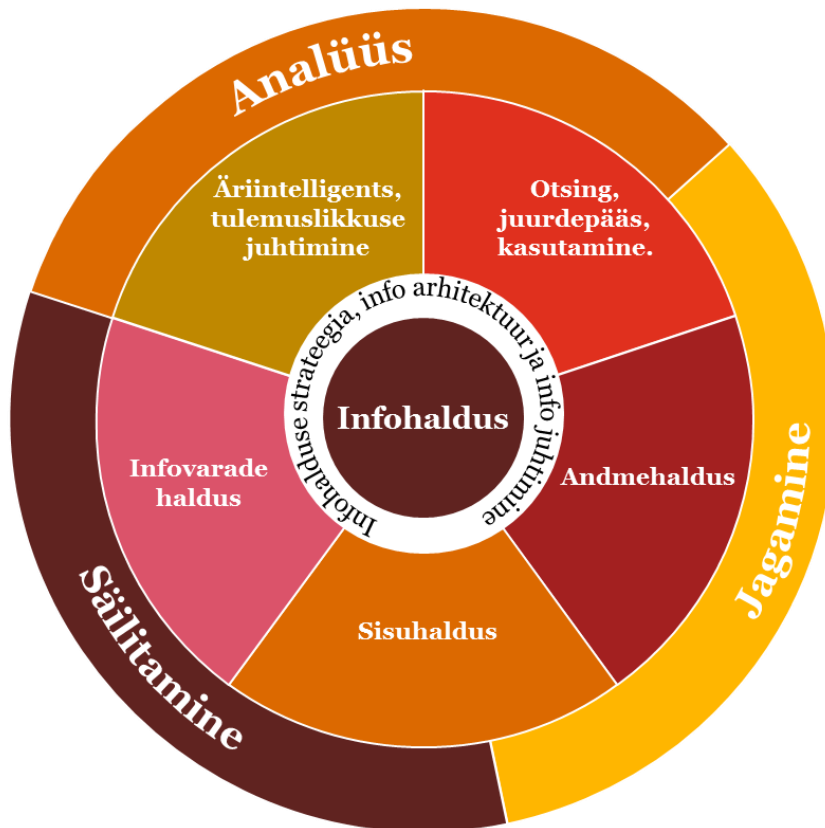 Analüüs
Äriintelligents,
tulemuslikkuse
juhtimine
Otsing,
juurdepääs,
kasutamine.
Infohalduse strateegia, info arhitektuur ja info juhtimine
Infohaldus
Infovarade
haldus
Andmehaldus
Sisuhaldus
Säilitamine
Jagamine